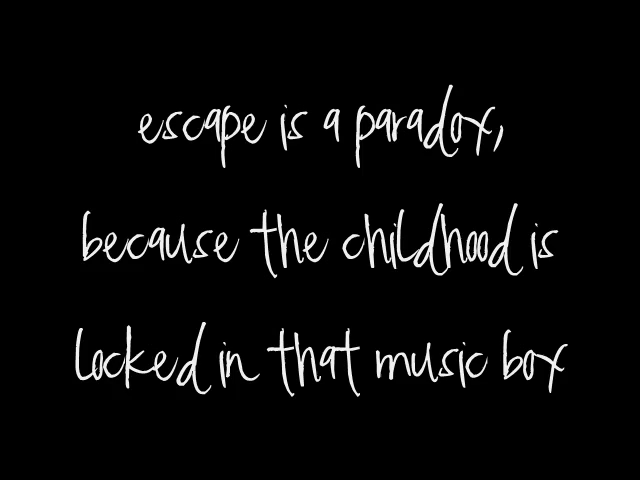 escape is a paradox,
because the childhood is
locked in that music box